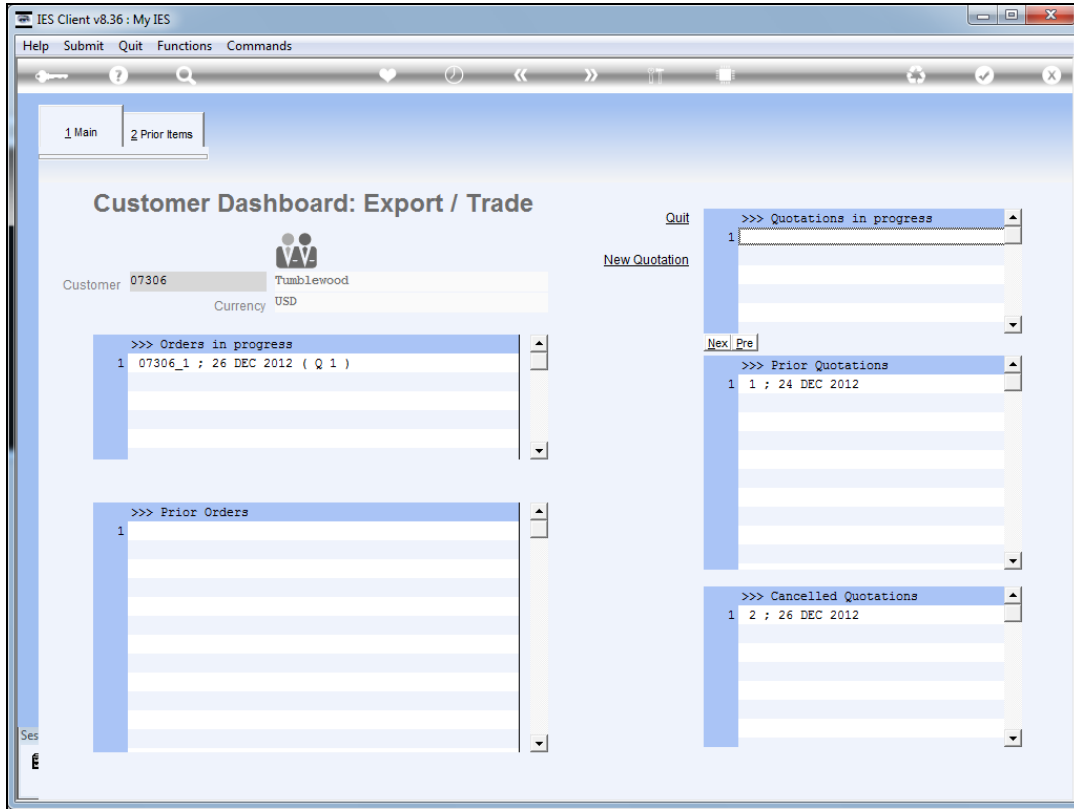 IES Client v8.36 : My IES
Help Submit Quit Functions Commands
1 Main
2 Prior Items
Customer Dashboard: Export / Trade
Quit
New Quotation
Customer 07306 Tumblewood
Currency USD
>>> Quotations in progress
1
Nex Pre
>>> Orders in progress
1 07306_1 ; 26 DEC 2012 ( Q 1 )
>>> Prior Quotations
1 1 ; 24 DEC 2012
>>> Prior Orders
1
>>> Cancelled Quotations
1 2 ; 26 DEC 2012
Ses